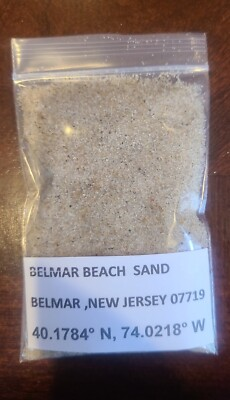 BELMAR BEACH SAND
BELMAR ,NEW JERSEY 07719
40.1784° N, 74.0218° W